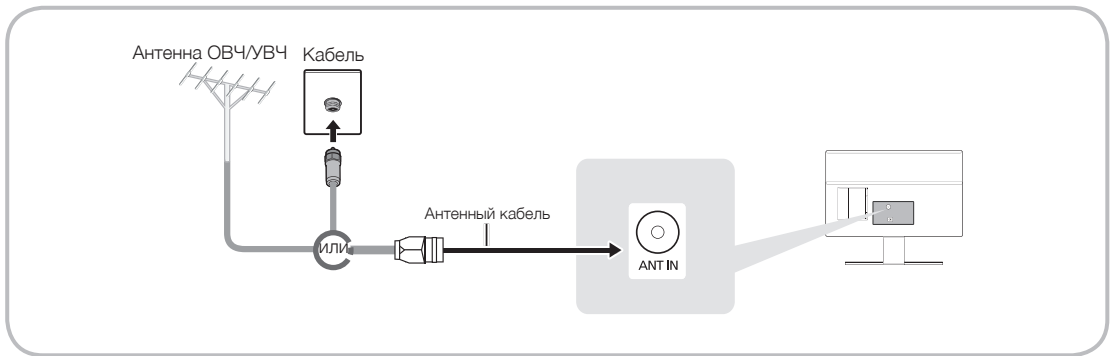 Антенна ОВЧ/УВЧ
Кабель
Антенный кабель
ИЛИ
ANT IN